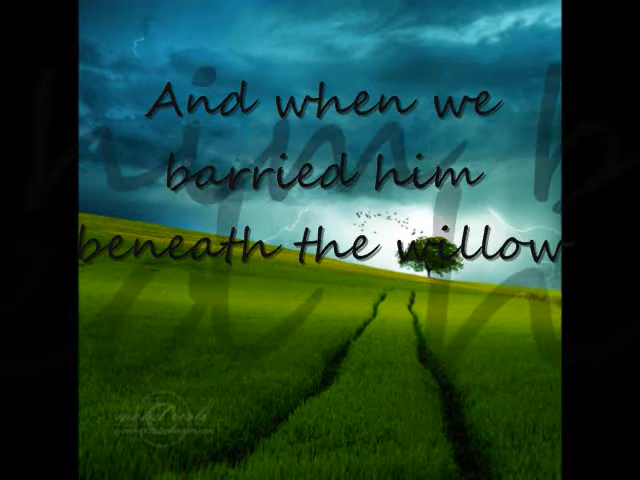 And when we
barried him
beneath the willow